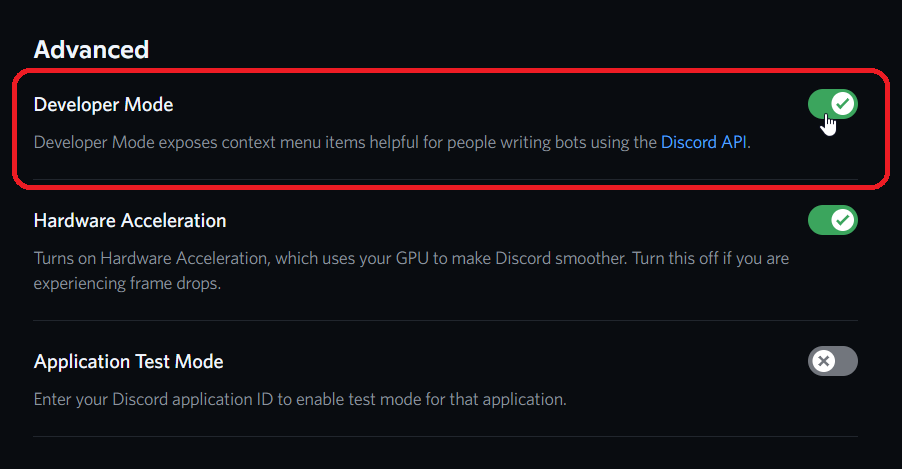 Advanced
Developer Mode
Developer Mode exposes context menu items helpful for people writing bots using the Discord API.
Hardware Acceleration
Turns on Hardware Acceleration, which uses your GPU to make Discord smoother. Turn this off if you are
experiencing frame drops.
Application Test Mode
Enter your Discord application ID to enable test mode for that application.